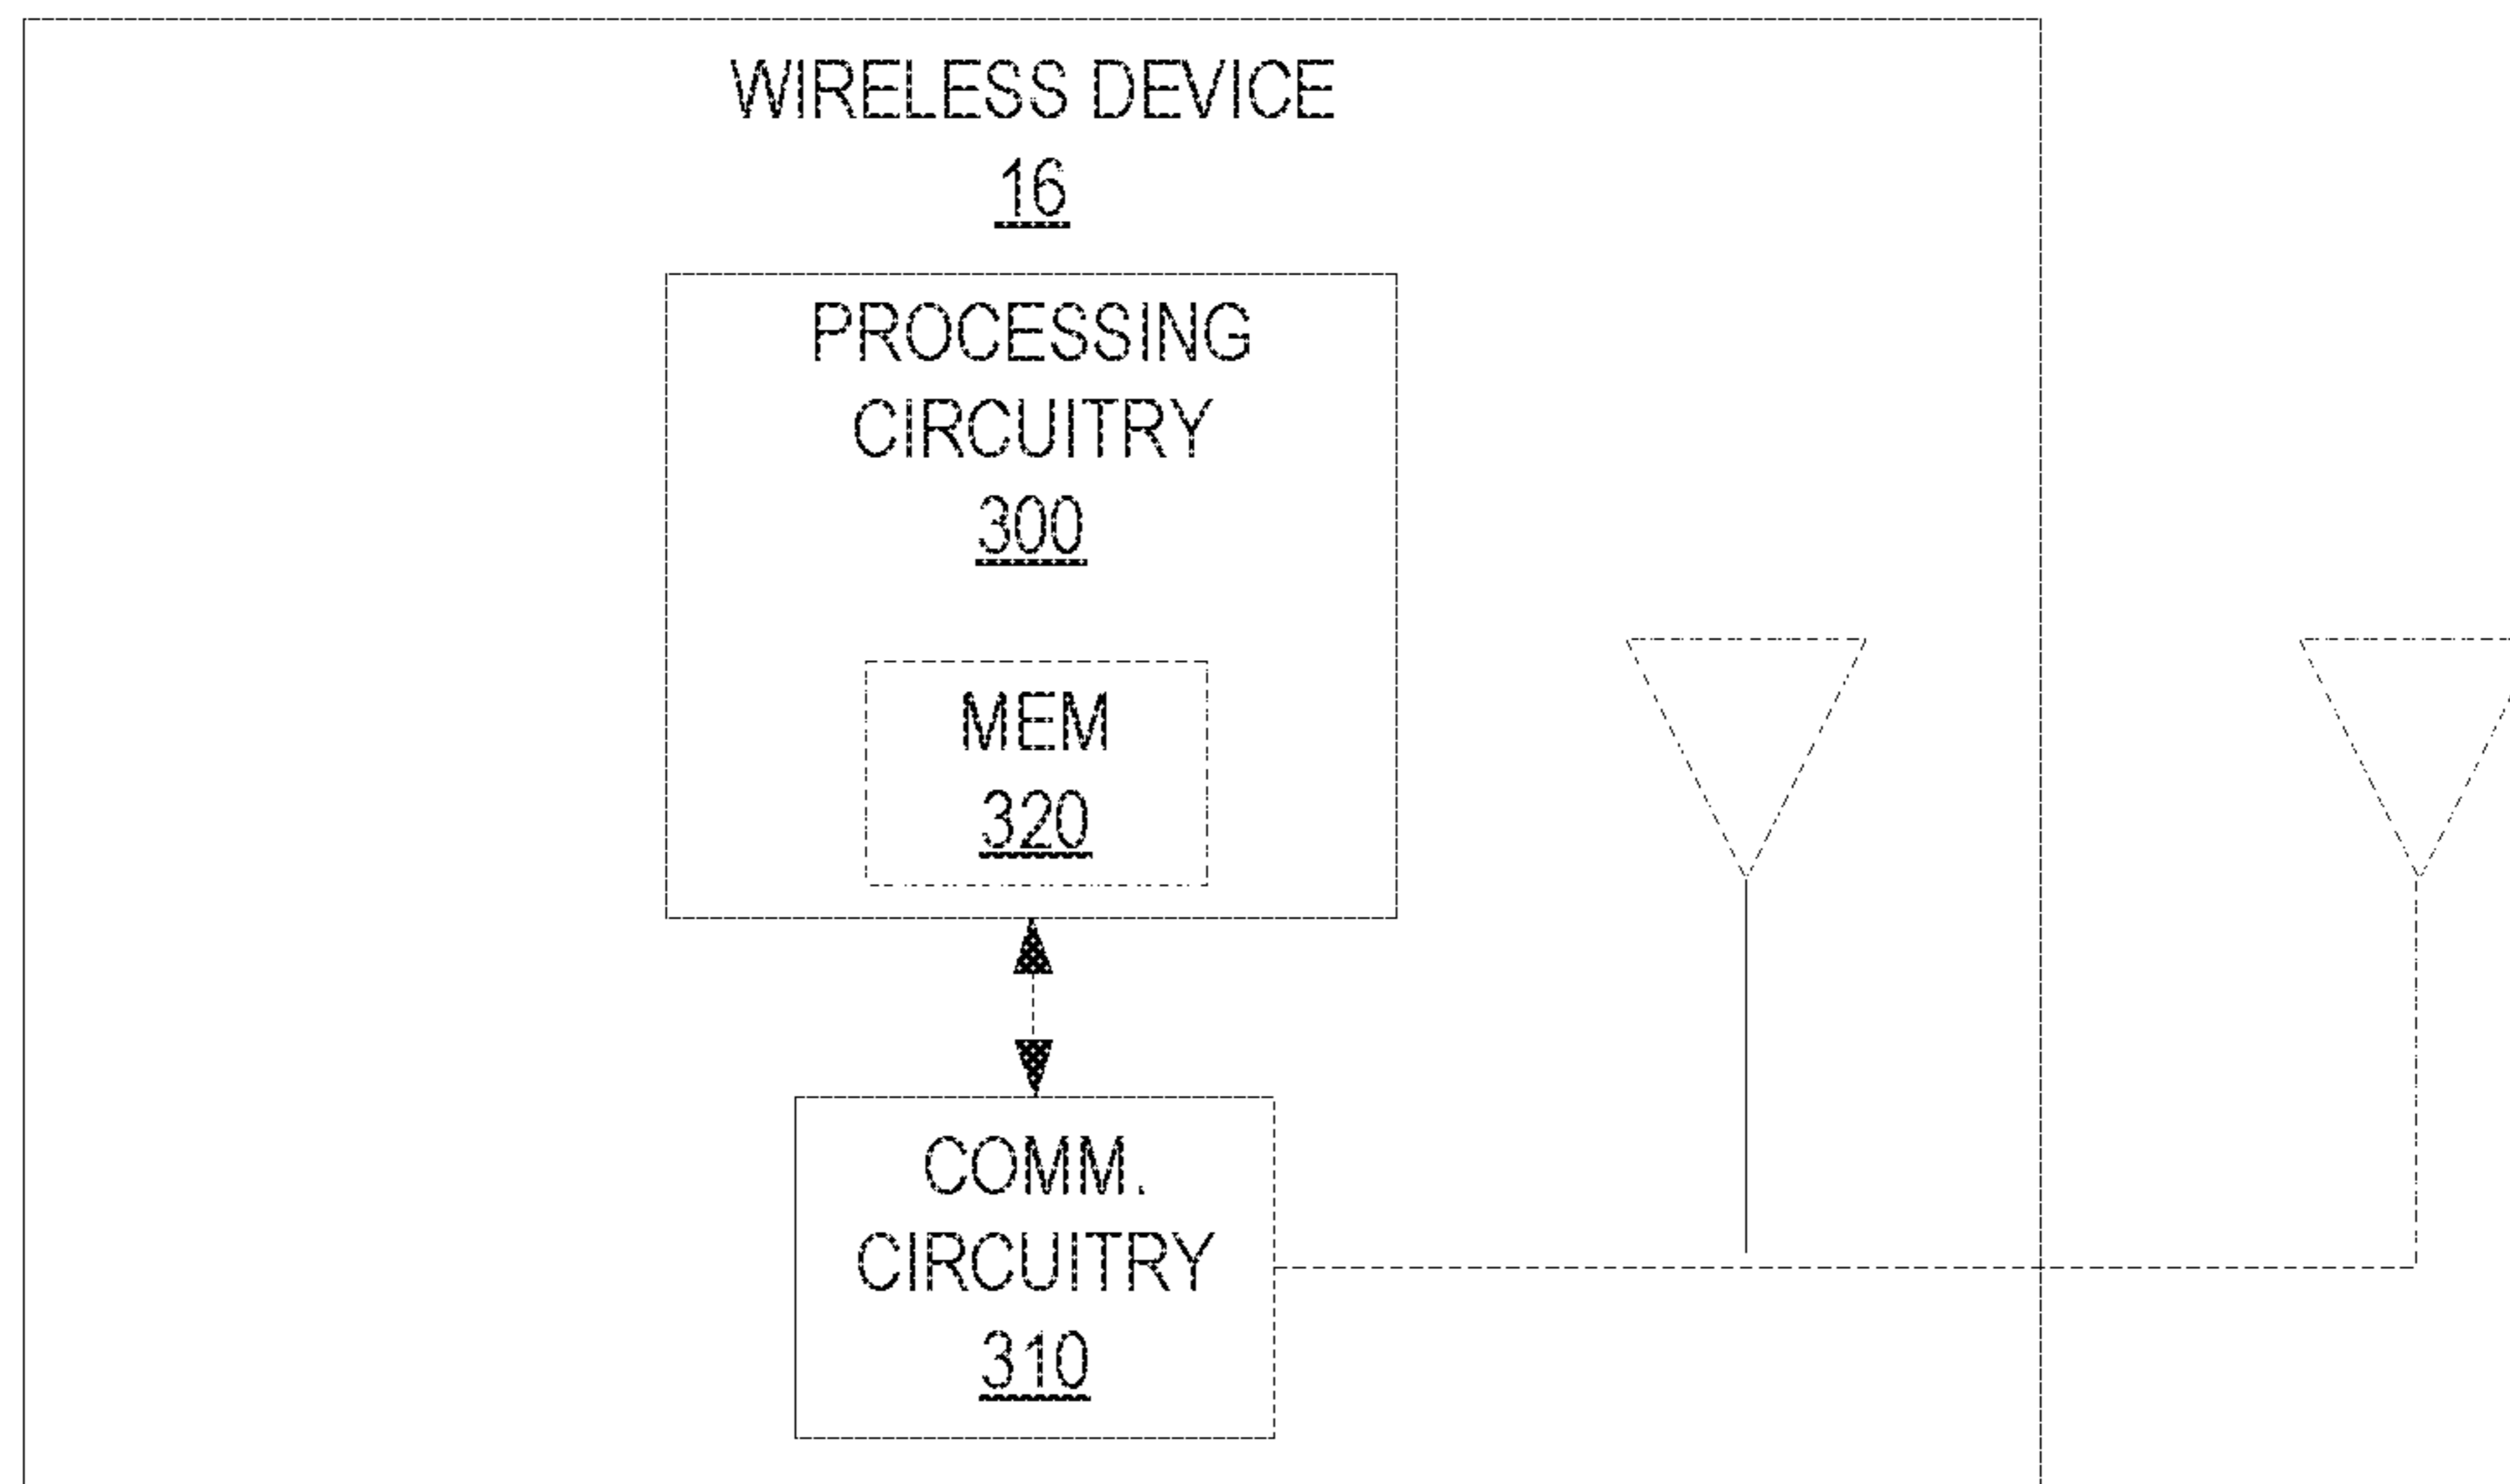 WIRELESS DEVICE
16
PROCESSING
CIRCUITRY
300
MEM
320
COMM.
CIRCUITRY
310